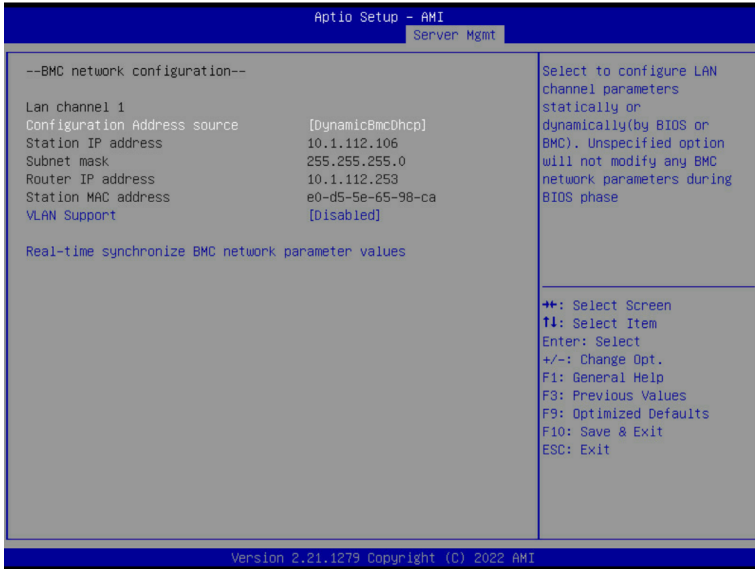 Aptio Setup - AMI
Server Mgmt
--BMC network configuration--
Lan channel 1
Configuration Address source [DynamicBmcDhcp]
Station IP address 10.1.112.106
Subnet mask 255.255.255.0
Router IP address 10.1.112.253
Station MAC address e0-d5-5e-65-98-ca
VLAN Support [Disabled]
Real-time synchronize BMC network parameter values
Select to configure LAN
channel parameters
statically or
dynamically(by BIOS or
BMC). Unspecified option
will not modify any BMC
network parameters during
BIOS phase
→←: Select Screen
↑↓: Select Item
Enter: Select
+/-: Change Opt.
F1: General Help
F3: Previous Values
F9: Optimized Defaults
F10: Save & Exit
ESC: Exit
Version 2.21.1279 Copyright (C) 2022 AMI